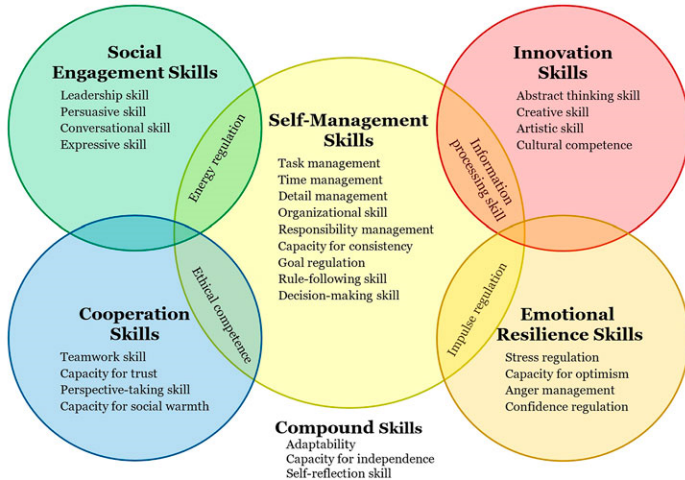 Social
Engagement Skills
Leadership skill
Persuasive skill
Conversational skill
Expressive skill
Energy regulation
Self-Management
Skills
Task management
Time management
Detail management
Organizational skill
Responsibility management
Capacity for consistency
Goal regulation
Rule-following skill
Decision-making skill
Innovation
Skills
Abstract thinking skill
Creative skill
Artistic skill
Cultural competence
Information
processing skill
Cooperation
Skills
Teamwork skill
Capacity for trust
Perspective-taking skill
Capacity for social warmth
Ethical competence
Emotional
Resilience Skills
Stress regulation
Capacity for optimism
Anger management
Confidence regulation
Impulse regulation
Compound Skills
Adaptability
Capacity for independence
Self-reflection skill